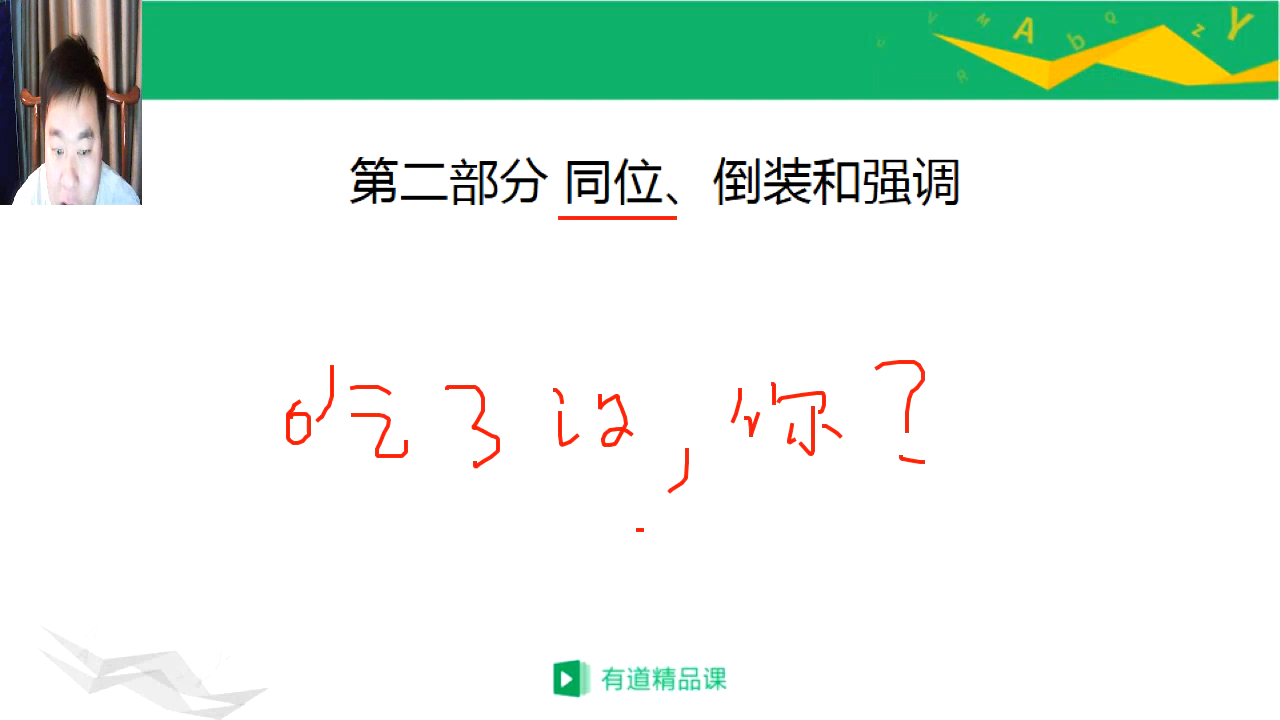 A b Q z Y
V M
D R
第二部分 同位、倒装和强调
吃了没,你?
有道精品课